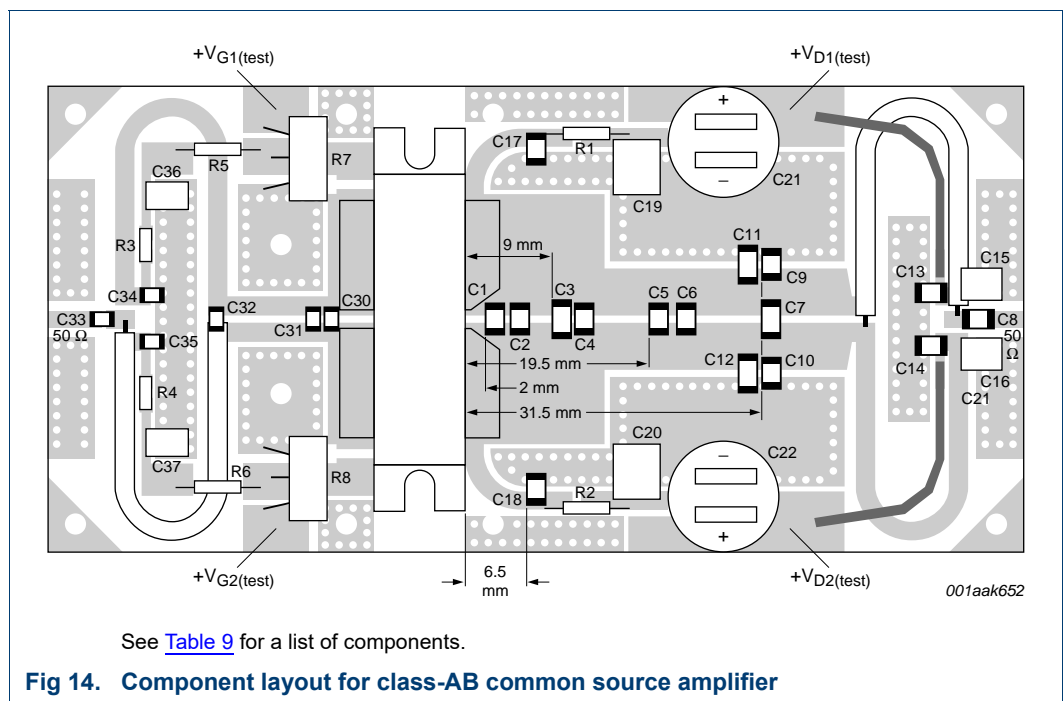 +VG1(test)
+VD1(test)
C17
R1
R5
R7
C36
C19
C21
R3
C11
C9
9 mm
C34
C32
C30
C1
C3
C5
C6
C7
C13
C15
C33
C31
C2
C4
C8
50 Ω
50
Ω
C35
19.5 mm
C12
C10
C14
C16
R4
2 mm
C21
31.5 mm
C37
R6
R8
C20
C22
C18
R2
+
−
−
+
+VG2(test)
6.5
mm
+VD2(test)
001aak652
See Table 9 for a list of components.
Fig 14. Component layout for class-AB common source amplifier